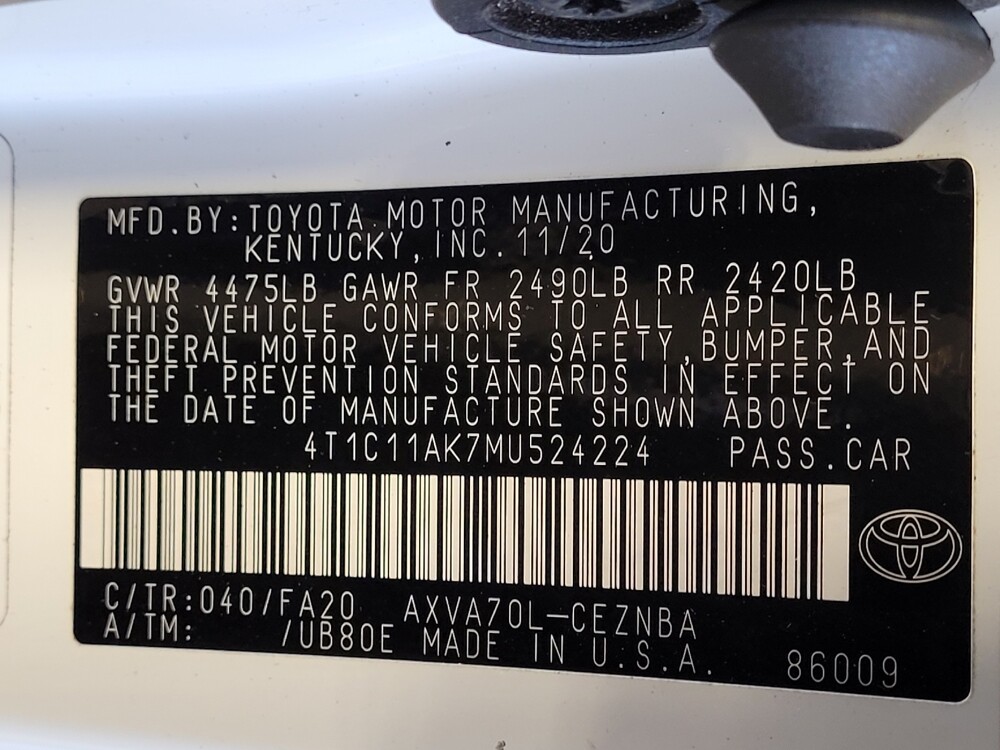 MFD.BY:TOYOTA MOTOR MANUFACTURING,
KENTUCKY, INC. 11/20
GVWR 4475LB GAWR FR 2490LB RR 2420LB
THIS VEHICLE CONFORMS TO ALL APPLICABLE
FEDERAL MOTOR VEHICLE SAFETY,BUMPER,AND
THEFT PREVENTION STANDARDS IN EFFECT ON
THE DATE OF MANUFACTURE SHOWN ABOVE.
4T1C11AK7MU524224 PASS.CAR
C/TR:040/FA20 AXVA70L-CEZNBA
A/TM: /UB80E MADE IN U.S.A. 86009